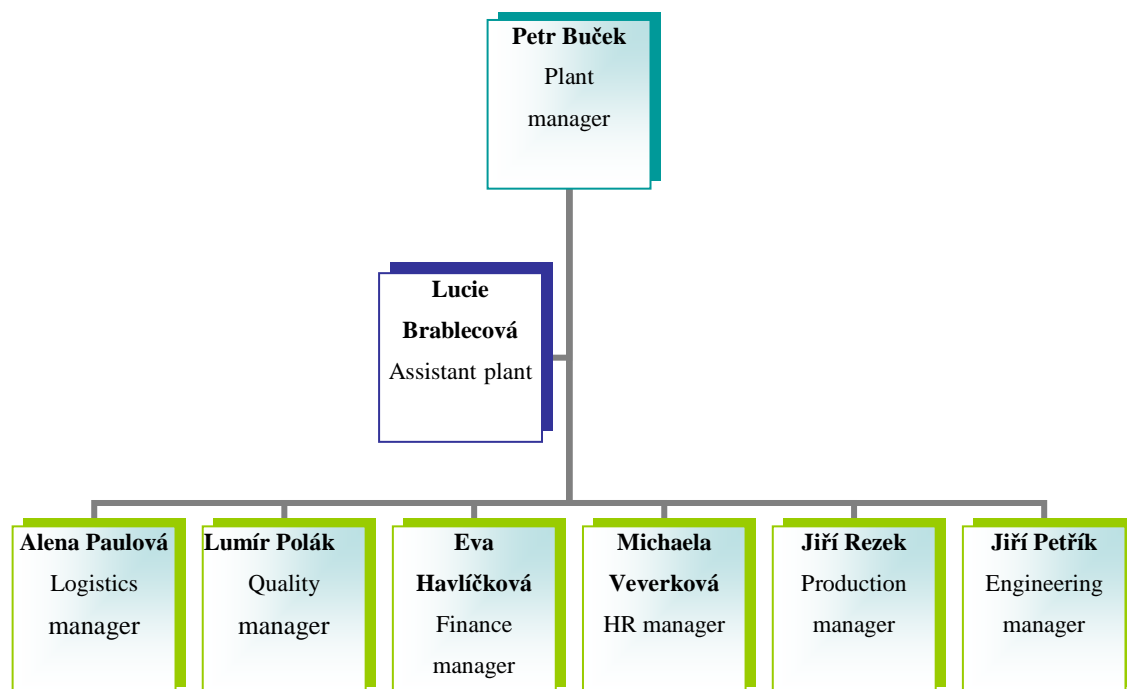 Petr Buček
Plant
manager
Lucie
Brablecová
Assistant plant
Alena Paulová
Logistics
manager
Lumír Polák
Quality
manager
Eva
Havlíčková
Finance
manager
Michaela
Veverková
HR manager
Jiří Rezek
Production
manager
Jiří Petřík
Engineering
manager